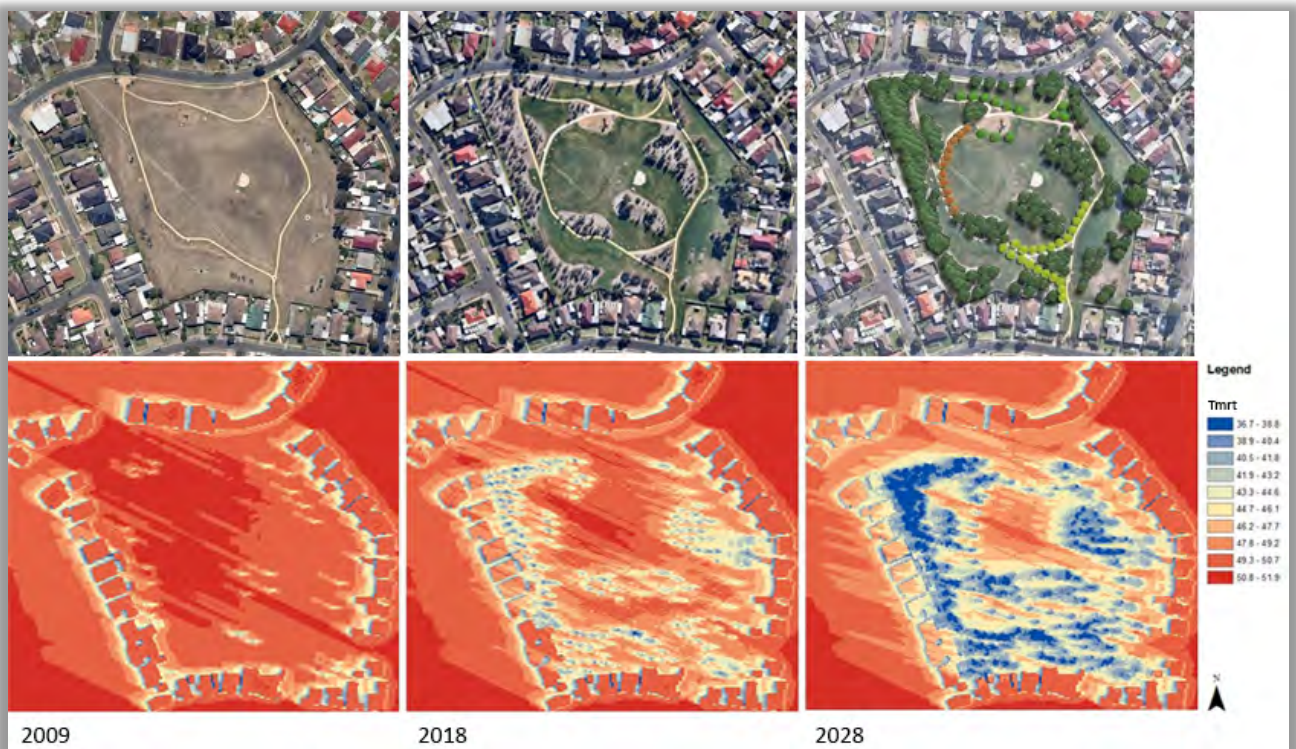 Legend
Tmrt
36.7 - 38.8
38.9 - 40.4
40.5 - 41.8
41.9 - 43.2
43.3 - 44.6
44.7 - 46.1
46.2 - 47.7
47.8 - 49.2
49.3 - 50.7
50.8 - 51.9
N
2009
2018
2028